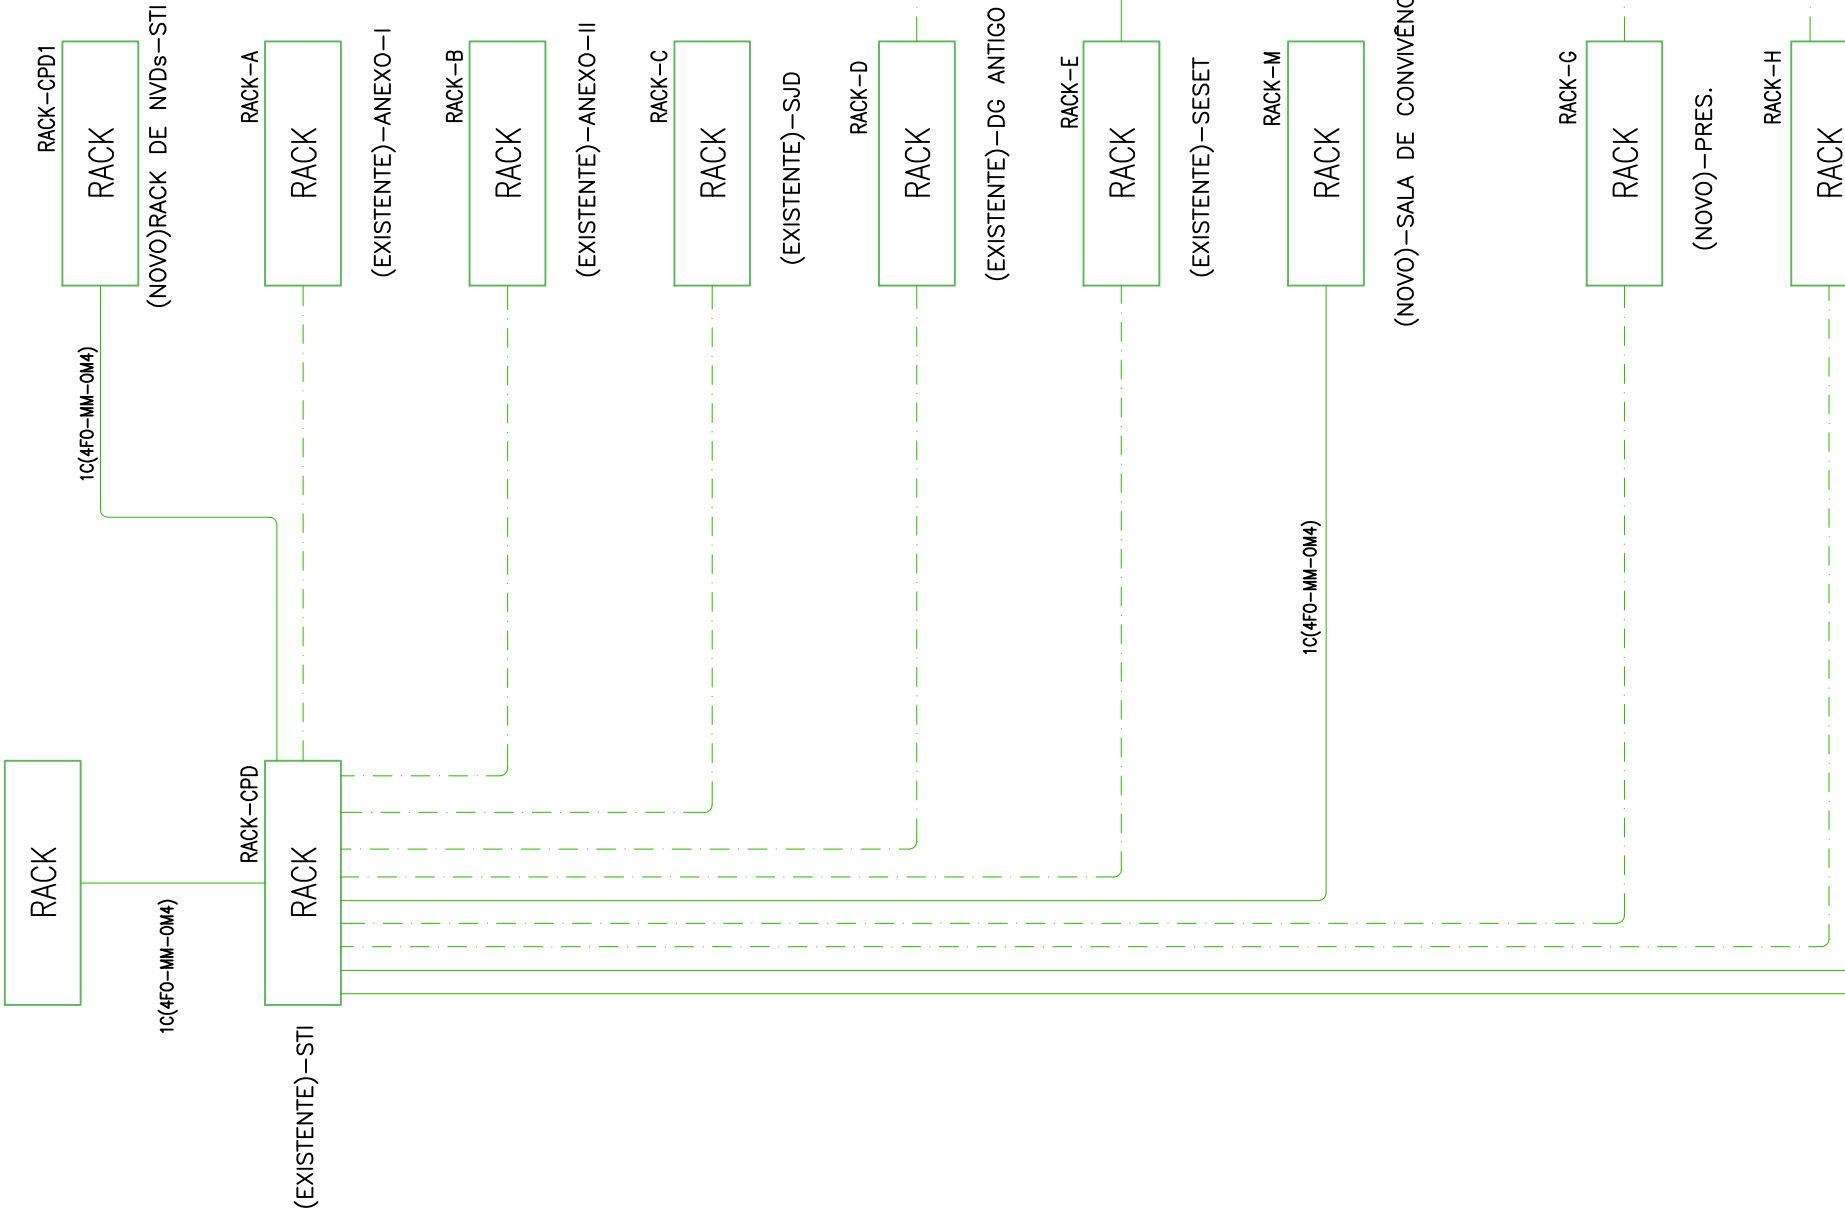 RACK-CPD1
RACK
(NOVO)RACK DE NVDs-STI
1C(4FO-MM-OM4)
RACK-A
RACK
(EXISTENTE)-ANEXO-I
RACK-B
RACK
(EXISTENTE)-ANEXO-II
RACK-C
RACK
(EXISTENTE)-SJD
RACK-D
RACK
(EXISTENTE)-DG ANTIGO
RACK-E
RACK
(EXISTENTE)-SESET
RACK-M
RACK
(NOVO)-SALA DE CONVIVÊNC
1C(4FO-MM-OM4)
RACK-G
RACK
(NOVO)-PRES.
RACK-H
RACK
RACK
1C(4FO-MM-OM4)
RACK-CPD
RACK
(EXISTENTE)-STI